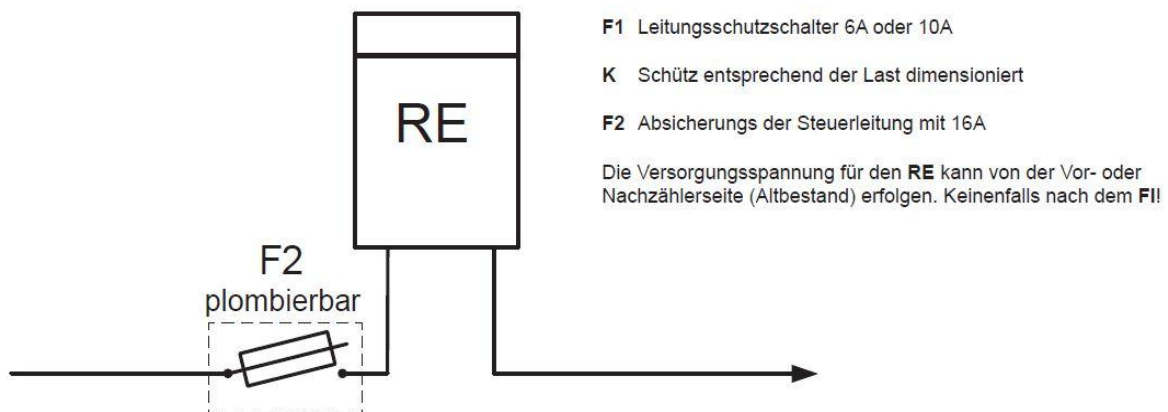 F1 Leitungsschutzschalter 6A oder 10A
K Schütz entsprechend der Last dimensioniert
F2 Absicherungs der Steuerleitung mit 16A
Die Versorgungsspannung für den RE kann von der Vor- oder
Nachzählerseite (Altbestand) erfolgen. Keinenfalls nach dem FI!
RE
F2
plombierbar